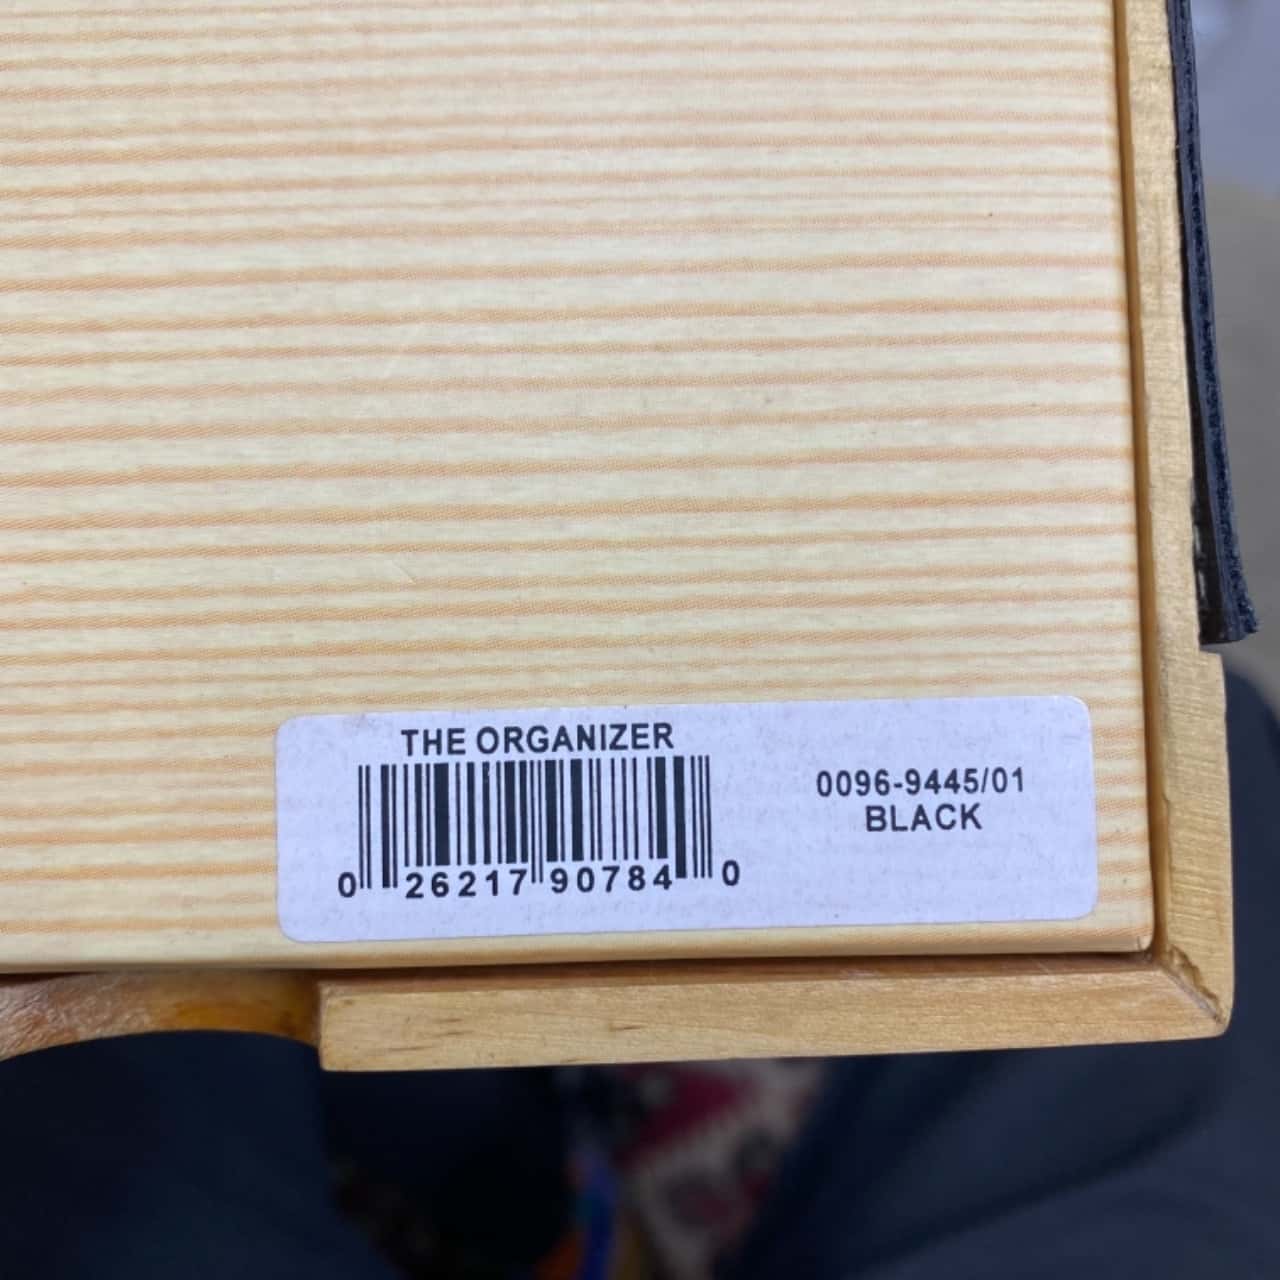 THE ORGANIZER
0096-9445/01
BLACK
0 26217 90784 0